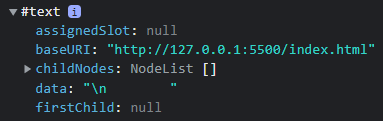 ▼ #text i
assignedSlot: null
baseURI: "http://127.0.0.1:5500/index.html"
▶ childNodes: NodeList []
data: "\n        "
firstChild: null